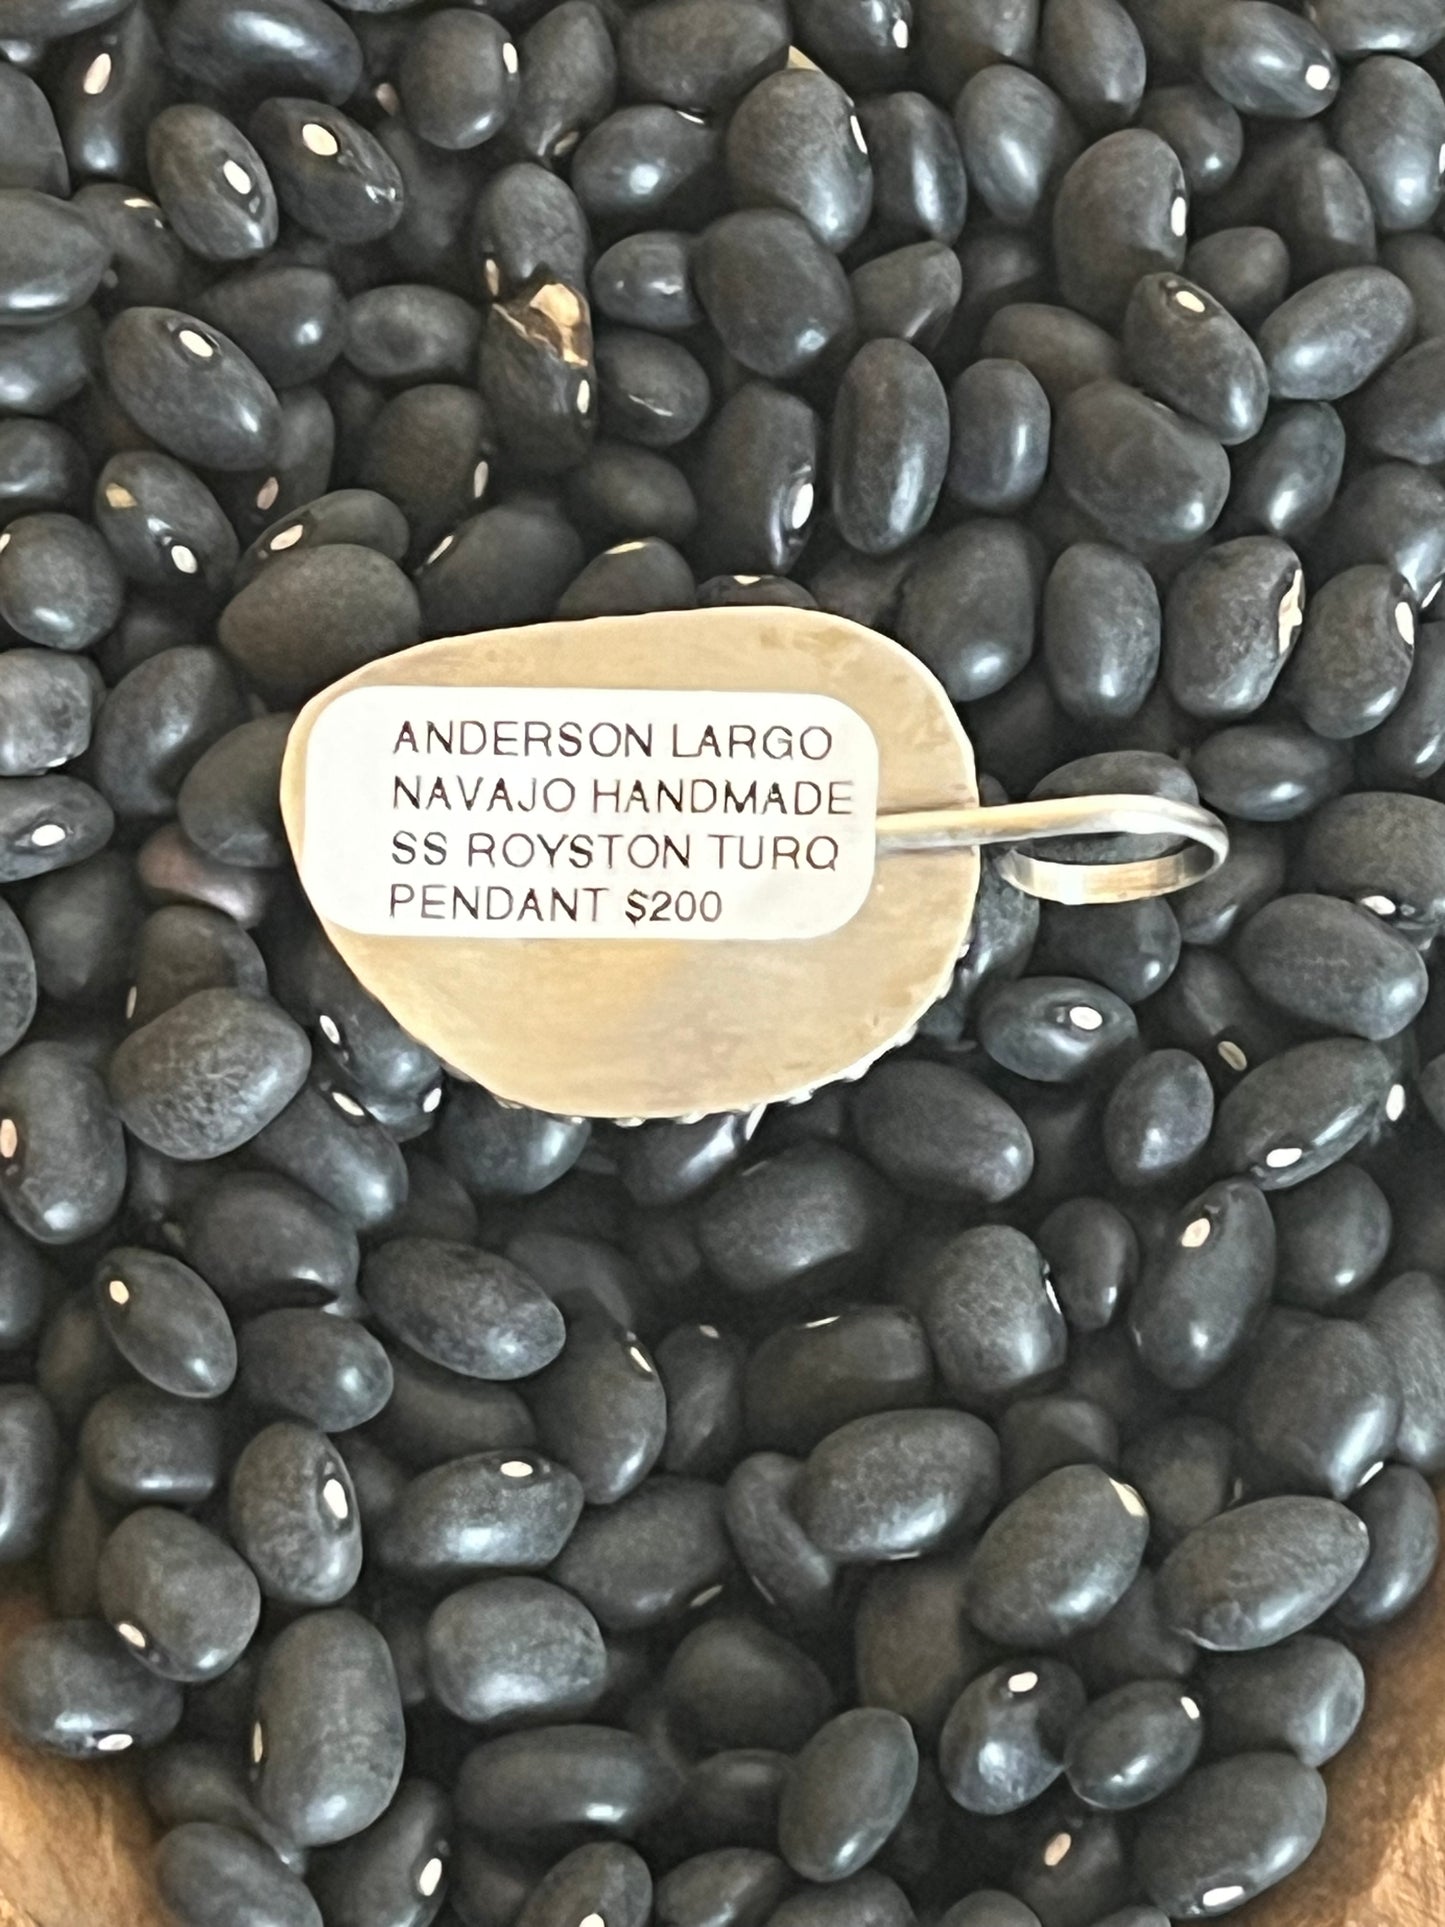 ANDERSON LARGO
NAVAJO HANDMADE
SS ROYSTON TURQ
PENDANT $200